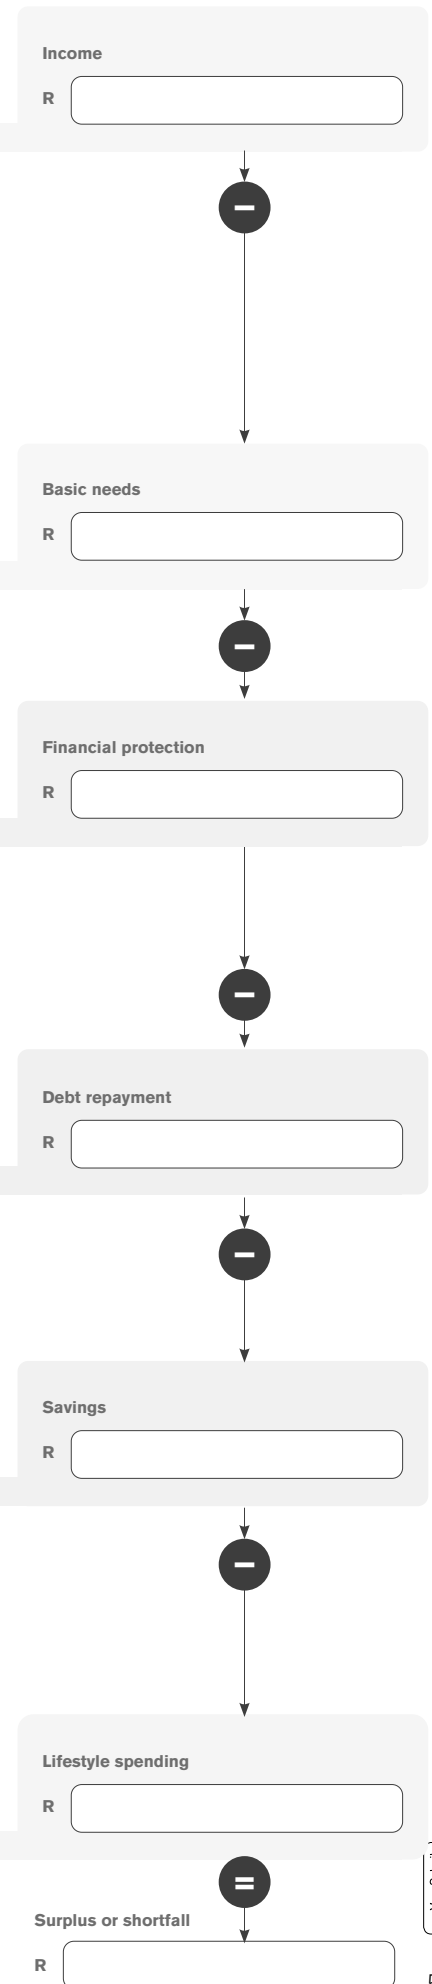 Income
R
Basic needs
R
Financial protection
R
Debt repayment
R
Savings
R
Lifestyle spending
R
Surplus or shortfall
R